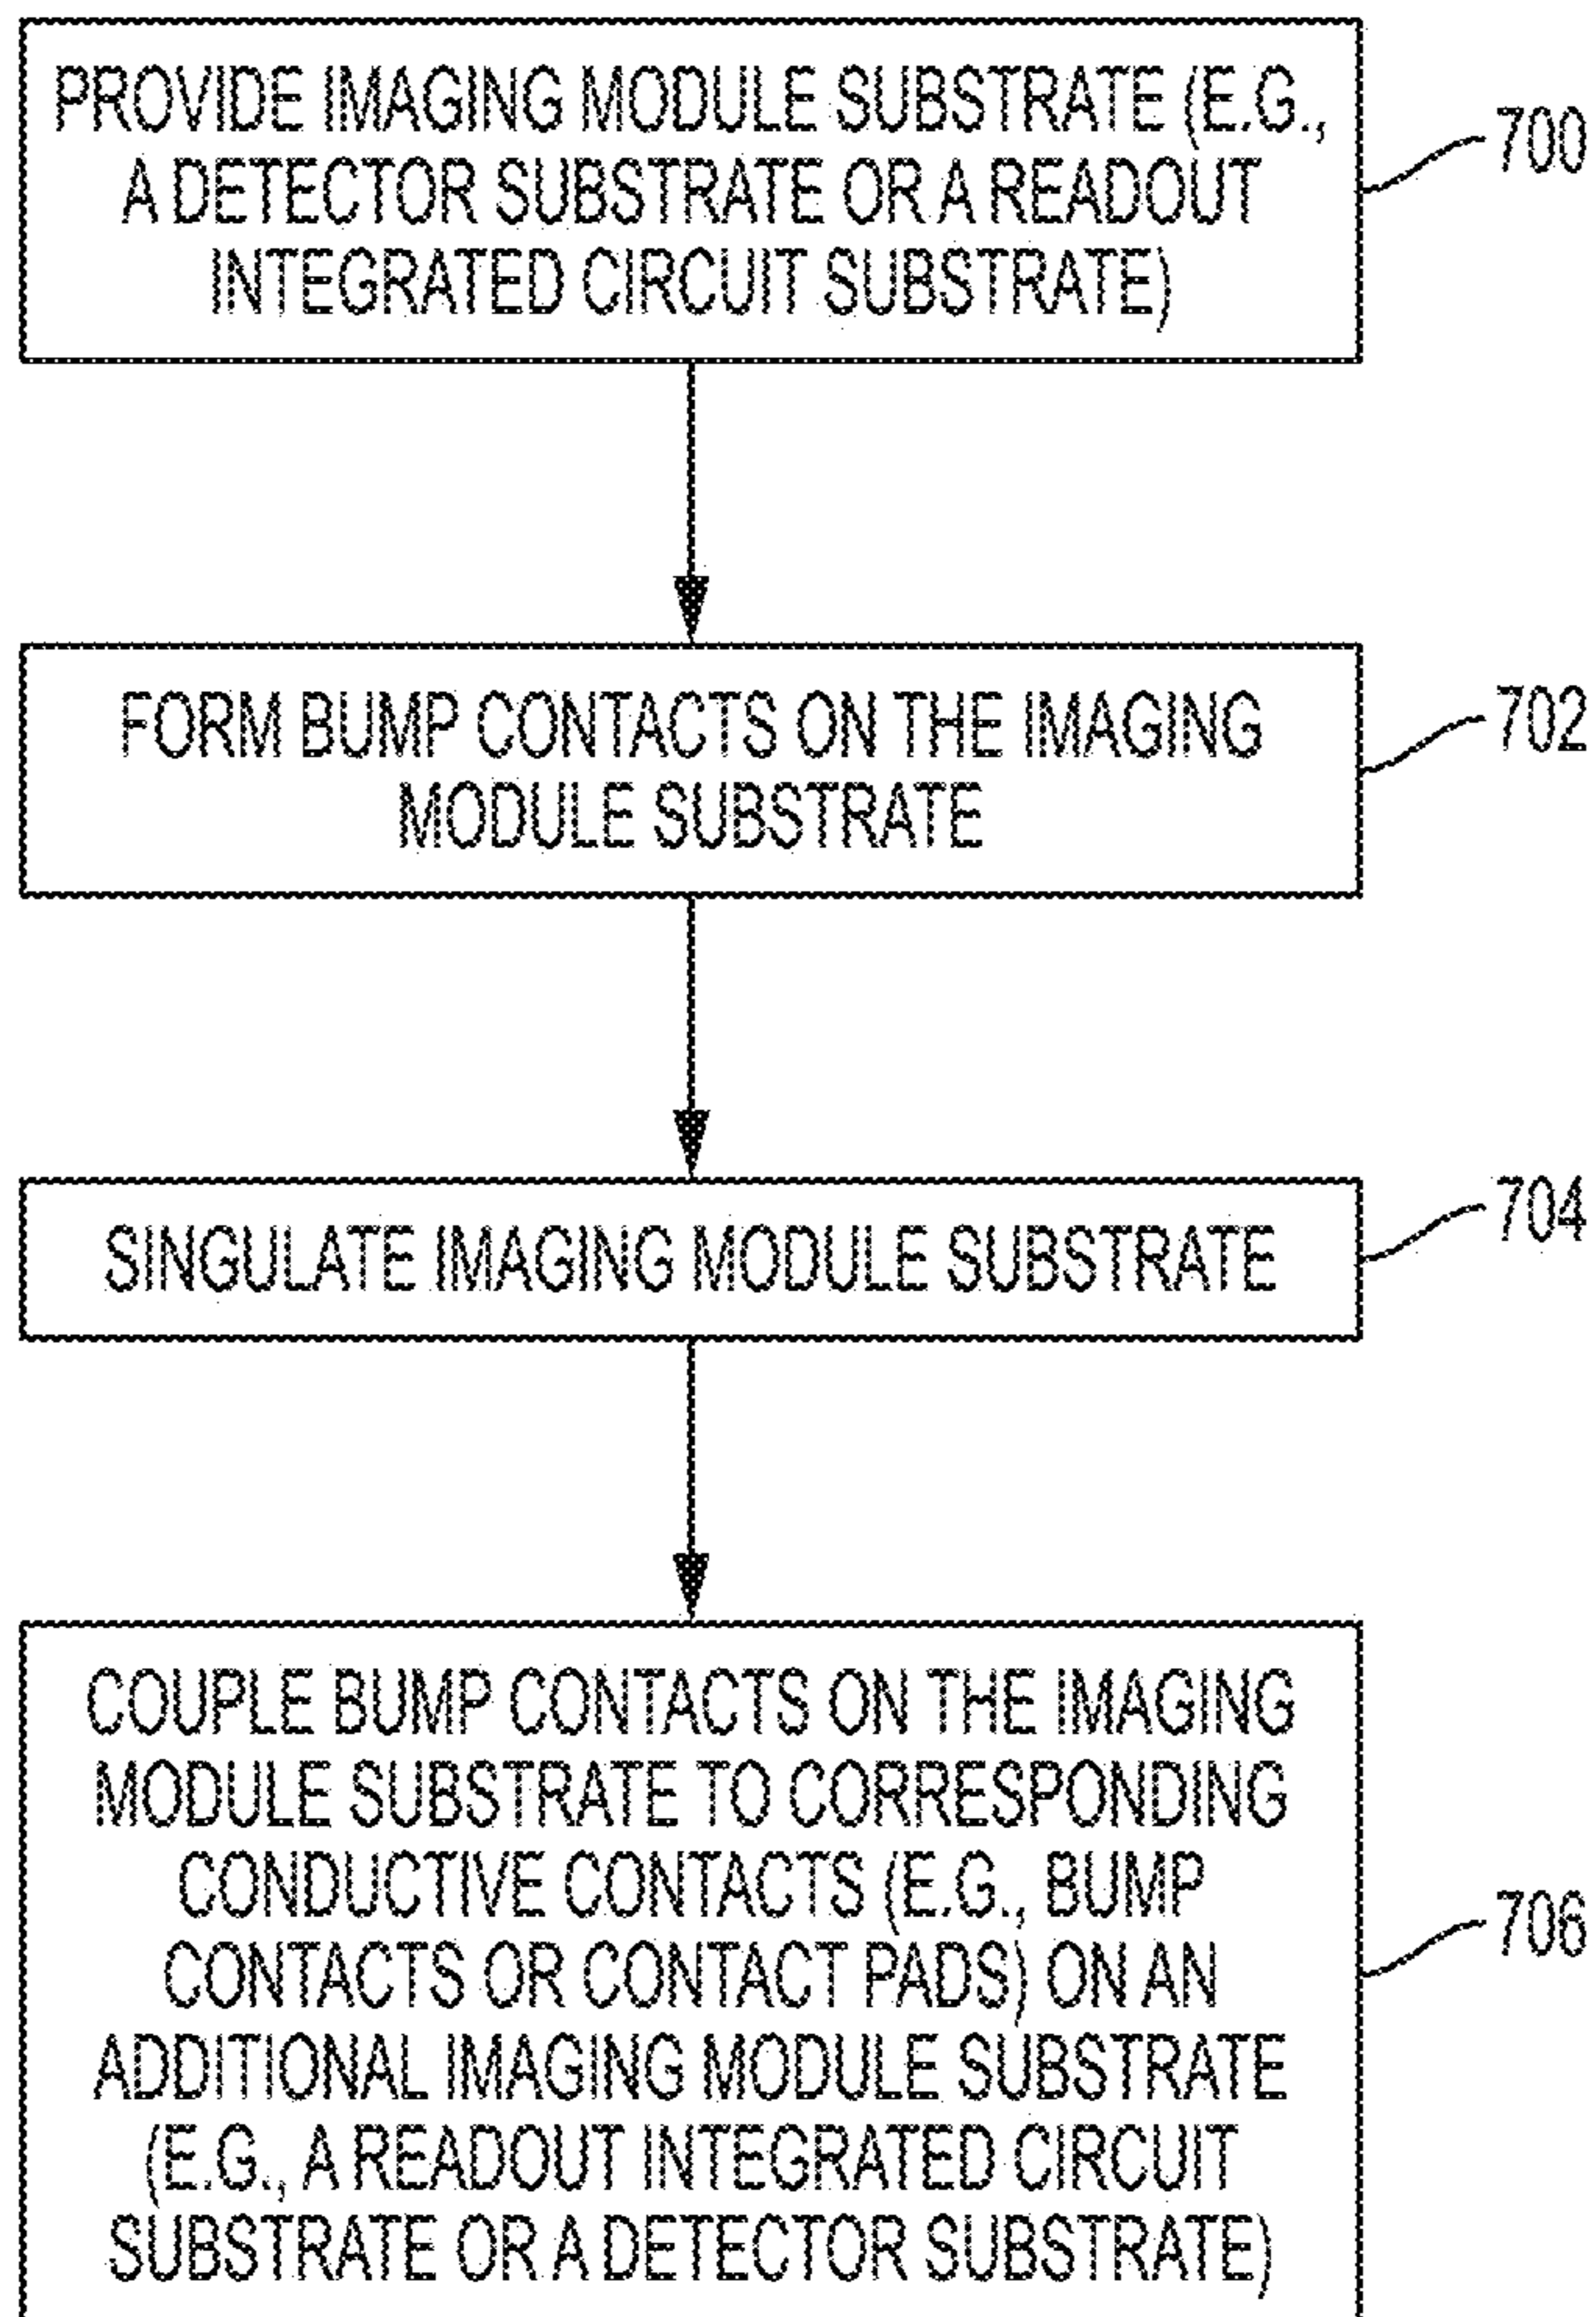 PROVIDE IMAGING MODULE SUBSTRATE (E.G.,
A DETECTOR SUBSTRATE OR A READOUT
INTEGRATED CIRCUIT SUBSTRATE)
700
FORM BUMP CONTACTS ON THE IMAGING
MODULE SUBSTRATE
702
SINGULATE IMAGING MODULE SUBSTRATE
704
COUPLE BUMP CONTACTS ON THE IMAGING
MODULE SUBSTRATE TO CORRESPONDING
CONDUCTIVE CONTACTS (E.G., BUMP
CONTACTS OR CONTACT PADS) ON AN
ADDITIONAL IMAGING MODULE SUBSTRATE
(E.G., A READOUT INTEGRATED CIRCUIT
SUBSTRATE OR A DETECTOR SUBSTRATE)
706